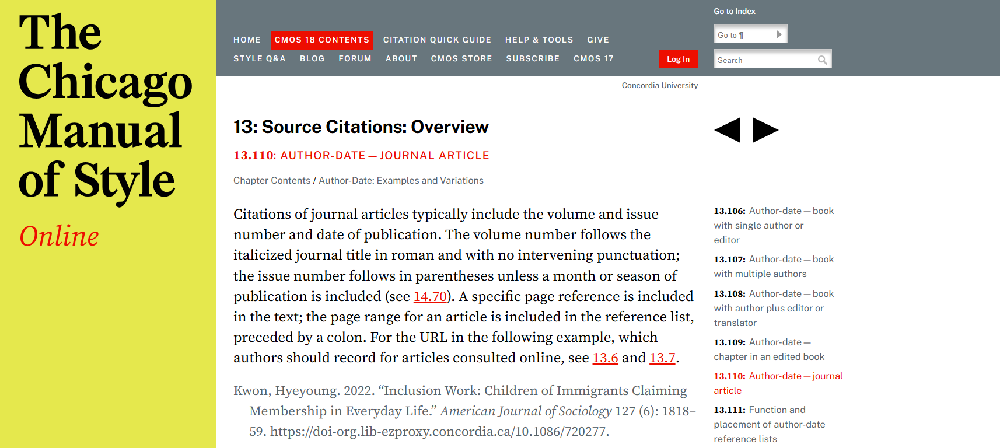 The
Chicago
Manual
of Style
Online
HOME CMOS 18 CONTENTS CITATION QUICK GUIDE HELP & TOOLS GIVE
STYLE Q&A BLOG FORUM ABOUT CMOS STORE SUBSCRIBE CMOS 17
Log In
Go to Index
Go to ¶
Search
Concordia University
13: Source Citations: Overview
13.110: AUTHOR-DATE—JOURNAL ARTICLE
Chapter Contents / Author-Date: Examples and Variations
Citations of journal articles typically include the volume and issue
number and date of publication. The volume number follows the
italicized journal title in roman and with no intervening punctuation;
the issue number follows in parentheses unless a month or season of
publication is included (see 14.70). A specific page reference is included
in the text; the page range for an article is included in the reference list,
preceded by a colon. For the URL in the following example, which
authors should record for articles consulted online, see 13.6 and 13.7.
Kwon, Hyeyoung. 2022. “Inclusion Work: Children of Immigrants Claiming
Membership in Everyday Life.” American Journal of Sociology 127 (6): 1818–
59. https://doi-org.lib-ezproxy.concordia.ca/10.1086/720277.
13.106: Author-date—book
with single author or
editor
13.107: Author-date—book
with multiple authors
13.108: Author-date—book
with author plus editor or
translator
13.109: Author-date—
chapter in an edited book
13.110: Author-date—journal
article
13.111: Function and
placement of author-date
reference lists